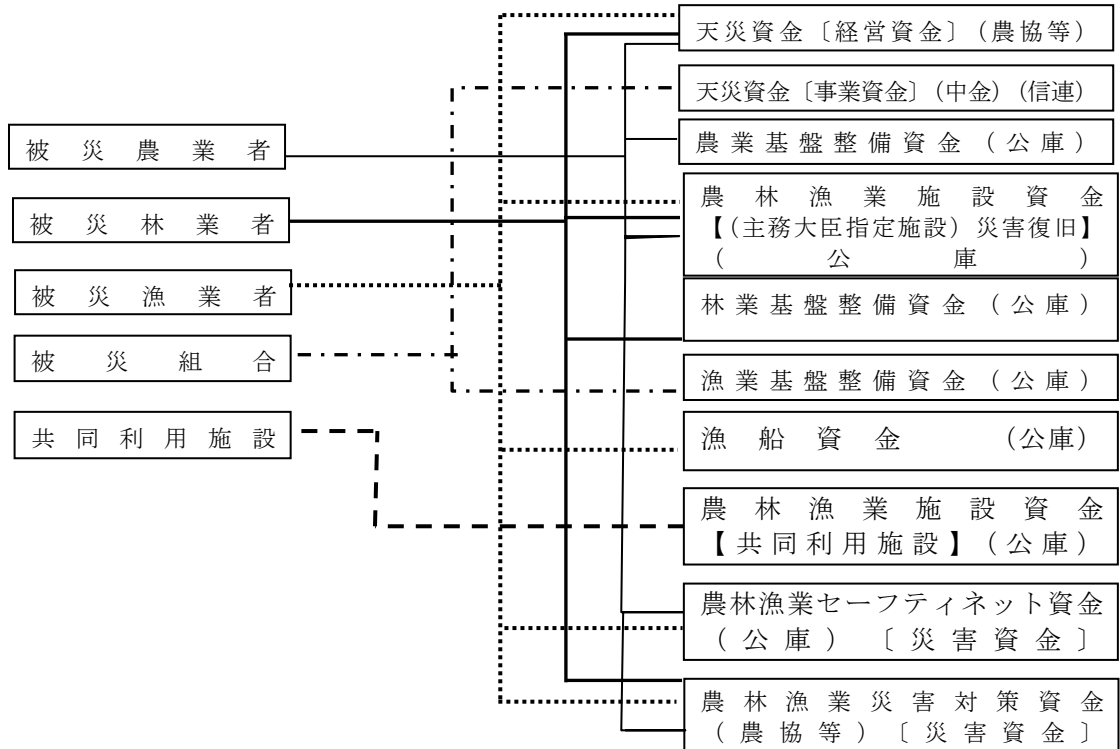 被災農業者
被災林業者
被災漁業者
被災組合
共同利用施設
天災資金〔経営資金〕（農協等）
天災資金〔事業資金〕（中金）（信連）
農業基盤整備資金（公庫）
農林漁業施設資金
【（主務大臣指定施設）災害復旧】
（公庫）
林業基盤整備資金（公庫）
漁業基盤整備資金（公庫）
漁船資金（公庫）
農林漁業施設資金
【共同利用施設】（公庫）
農林漁業セーフティネット資金
（公庫）〔災害資金〕
農林漁業災害対策資金
（農協等）〔災害資金〕